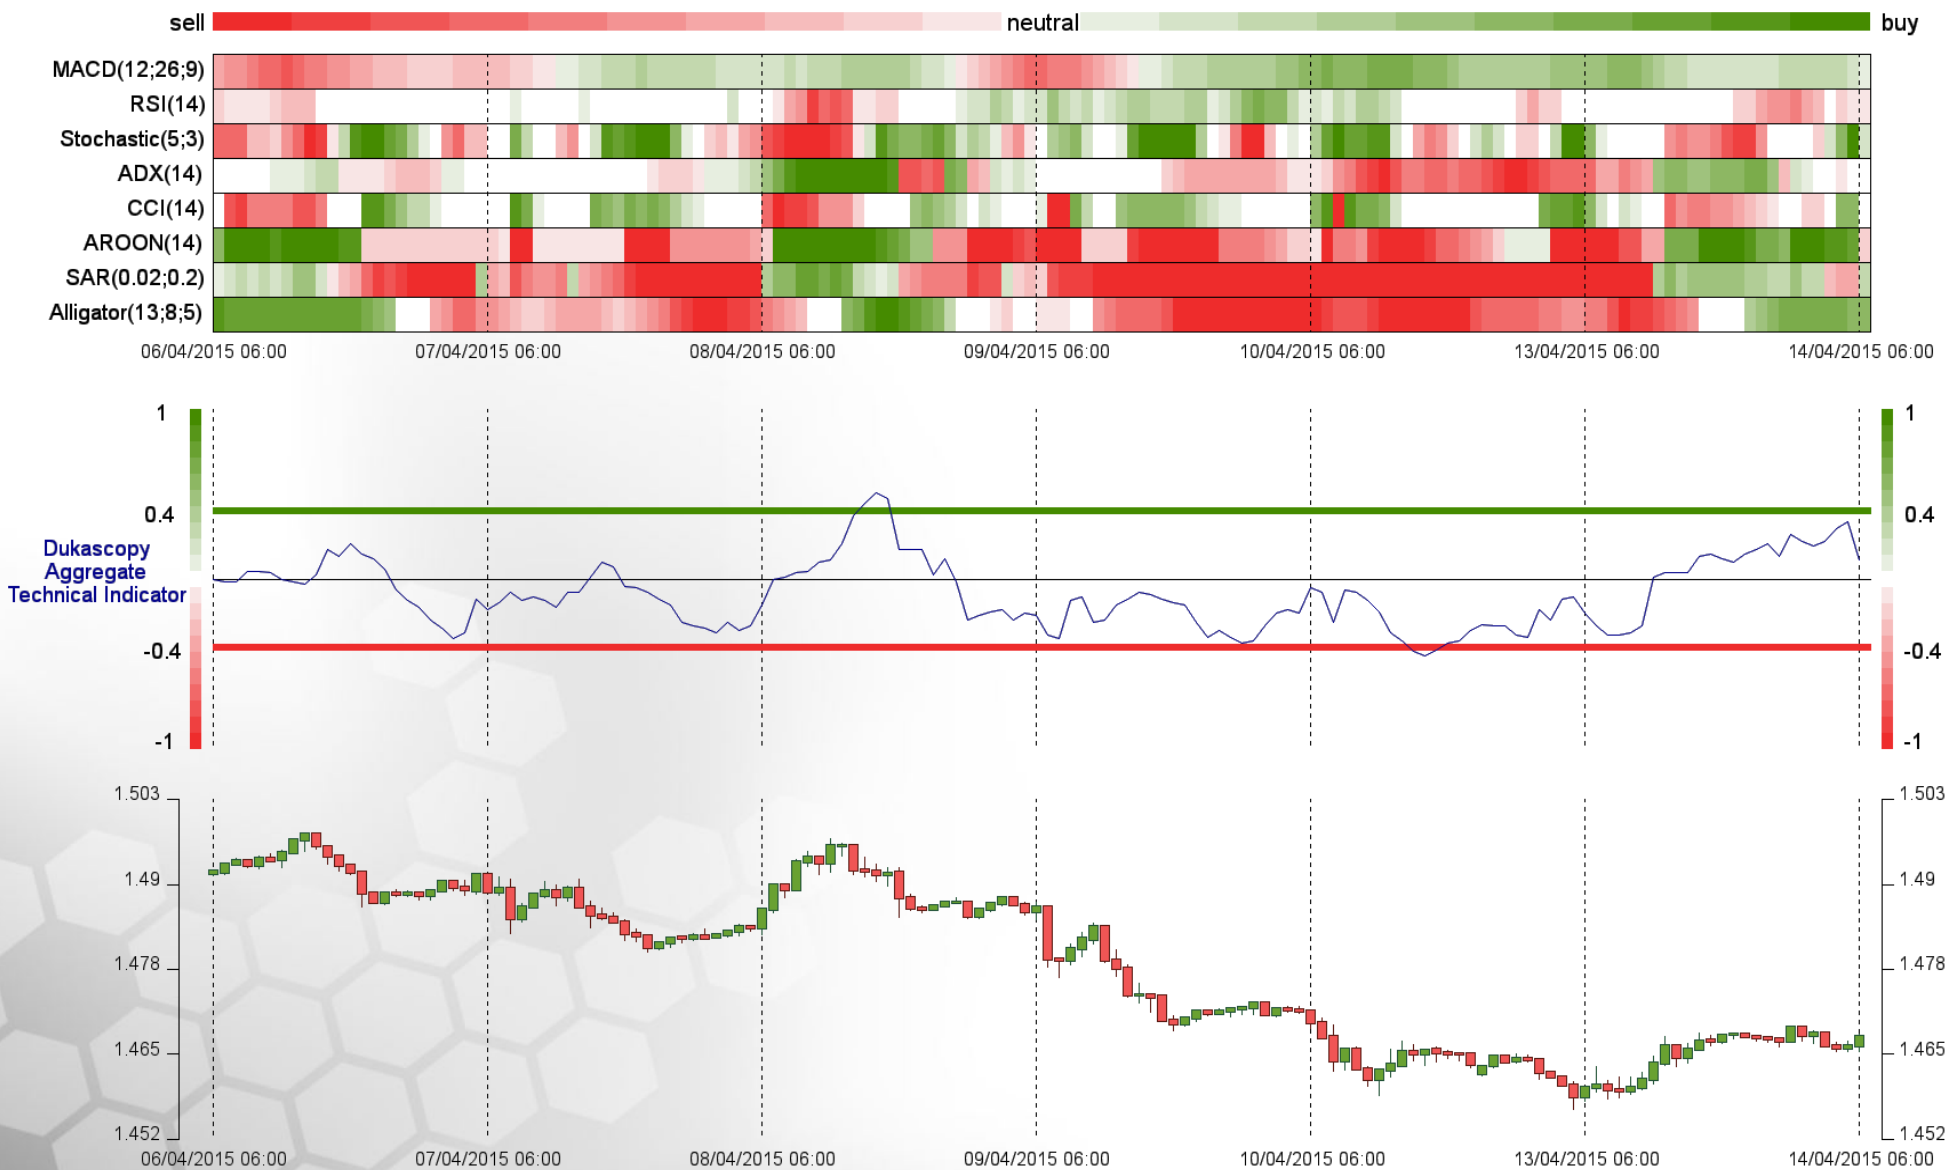 sell neutral buy
MACD(12;26;9)
RSI(14)
Stochastic(5;3)
ADX(14)
CCI(14)
AROON(14)
SAR(0.02;0.2)
Alligator(13;8;5)
06/04/2015 06:00 07/04/2015 06:00 08/04/2015 06:00 09/04/2015 06:00 10/04/2015 06:00 13/04/2015 06:00 14/04/2015 06:00
1 1
0.4 0.4
Dukascopy
Aggregate
Technical Indicator
-0.4 -0.4
-1 -1
1.503 1.503
1.49 1.49
1.478 1.478
1.465 1.465
1.452 1.452
06/04/2015 06:00 07/04/2015 06:00 08/04/2015 06:00 09/04/2015 06:00 10/04/2015 06:00 13/04/2015 06:00 14/04/2015 06:00